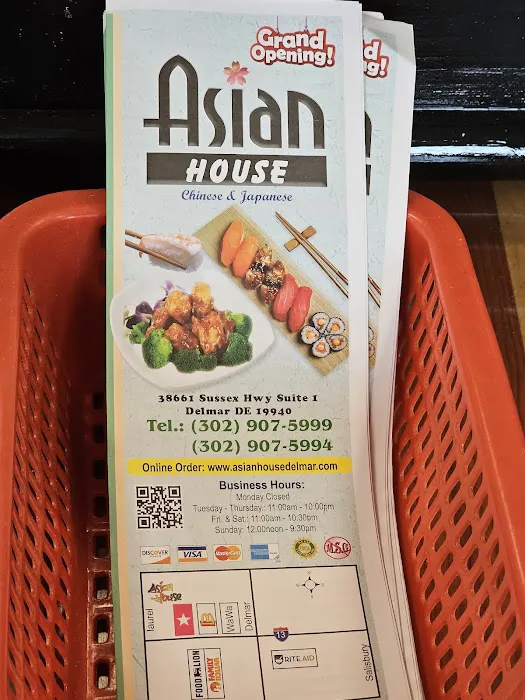 Grand
Opening!
d
g!
Asian
HOUSE
Chinese & Japanese
38661 Sussex Hwy Suite 1
Delmar DE 19940
Tel.: (302) 907-5999
(302) 907-5994
Online Order: www.asianhousedelmar.com
Business Hours:
Monday Closed
Tuesday - Thursday.: 11:00am - 10:00pm
Fri. & Sat.: 11:00am - 10:30pm
Sunday: 12:00noon - 9:30pm
DISCOVER
VISA
MasterCard
M.S.G
Asian
House
laurel
WaWa
Delmar
13
FOOD LION
FAMILY
DOLLAR
RITE AID
Salisbury